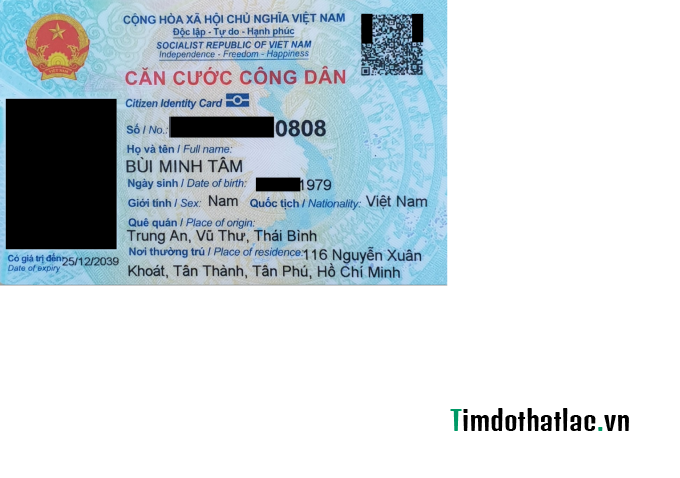 CỘNG HÒA XÃ HỘI CHỦ NGHĨA VIỆT NAM
Độc lập - Tự do - Hạnh phúc
SOCIALIST REPUBLIC OF VIET NAM
Independence - Freedom - Happiness
CĂN CƯỚC CÔNG DÂN
Citizen Identity Card
Số / No.: 0808
Họ và tên / Full name:
BÙI MINH TÂM
Ngày sinh / Date of birth: 1979
Giới tính / Sex: Nam Quốc tịch / Nationality: Việt Nam
Quê quán / Place of origin:
Trung An, Vũ Thư, Thái Bình
Nơi thường trú / Place of residence: 116 Nguyễn Xuân
Khoát, Tân Thành, Tân Phú, Hồ Chí Minh
Có giá trị đến: 25/12/2039
Date of expiry
Timdothatlac.vn